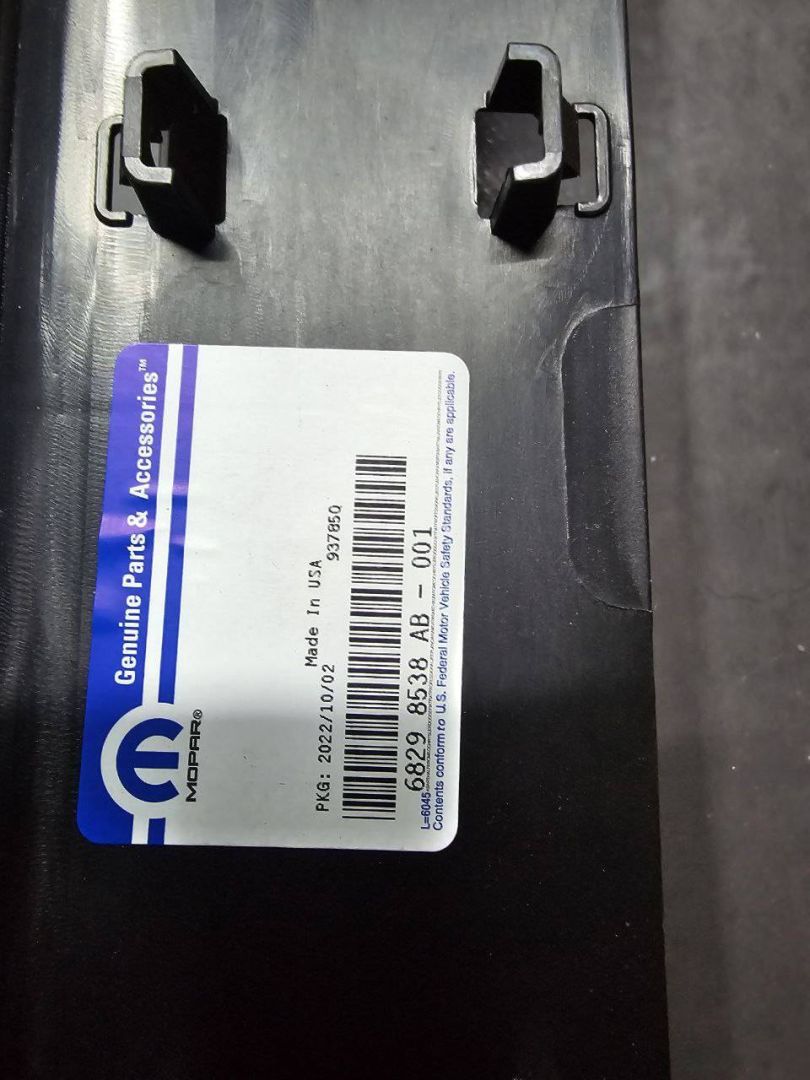 Genuine Parts & Accessories™
MOPAR®
Made In USA
PKG: 2022/10/02 937850
6829 8538 AB - 001
L=6045
Contents conform to U.S. Federal Motor Vehicle Safety Standards, if any are applicable.